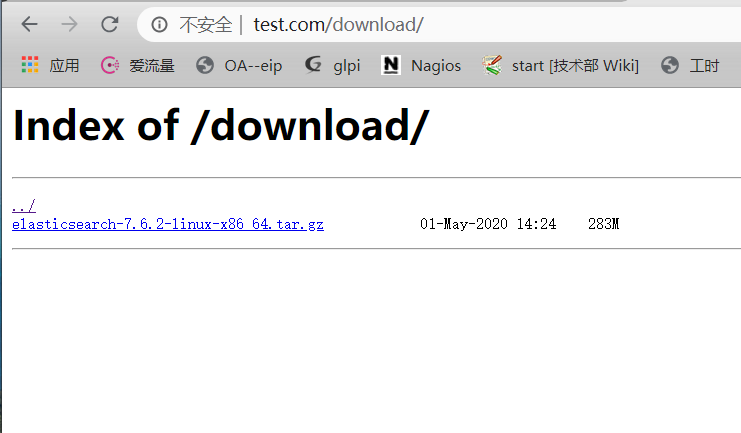 不安全 | test.com/download/
应用 爱流量 OA--eip glpi Nagios start [技术部 Wiki] 工时
Index of /download/
../
elasticsearch-7.6.2-linux-x86_64.tar.gz 01-May-2020 14:24 283M